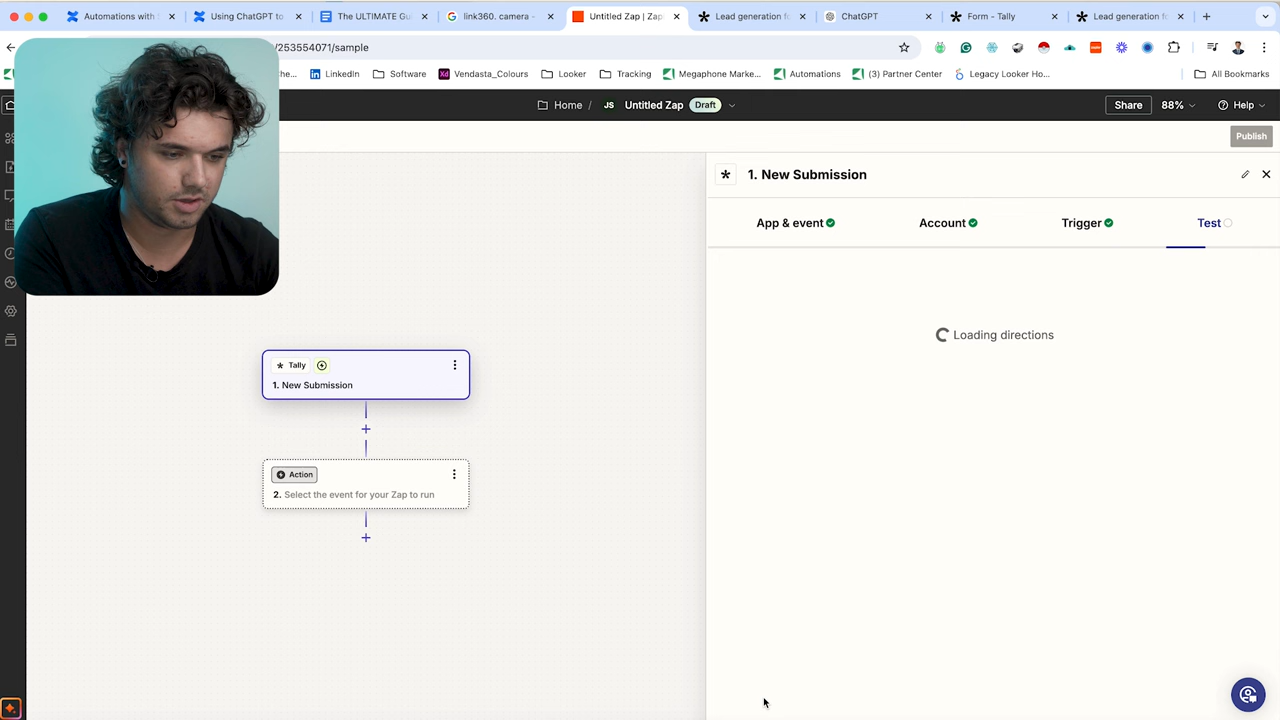 Automations with
Using ChatGPT to
The ULTIMATE Gu
link360. camera -
Untitled Zap | Zap
Lead generation fo
ChatGPT
Form - Tally
Lead generation for
/253554071/sample
LinkedIn
Software
Vendasta_Colours
Looker
Tracking
Megaphone Marke...
Automations
(3) Partner Center
Legacy Looker Ho...
All Bookmarks
Home / JS Untitled Zap Draft
Share
88%
Help
Publish
1. New Submission
App & event
Account
Trigger
Test
Loading directions
Tally
1. New Submission
Action
2. Select the event for your Zap to run